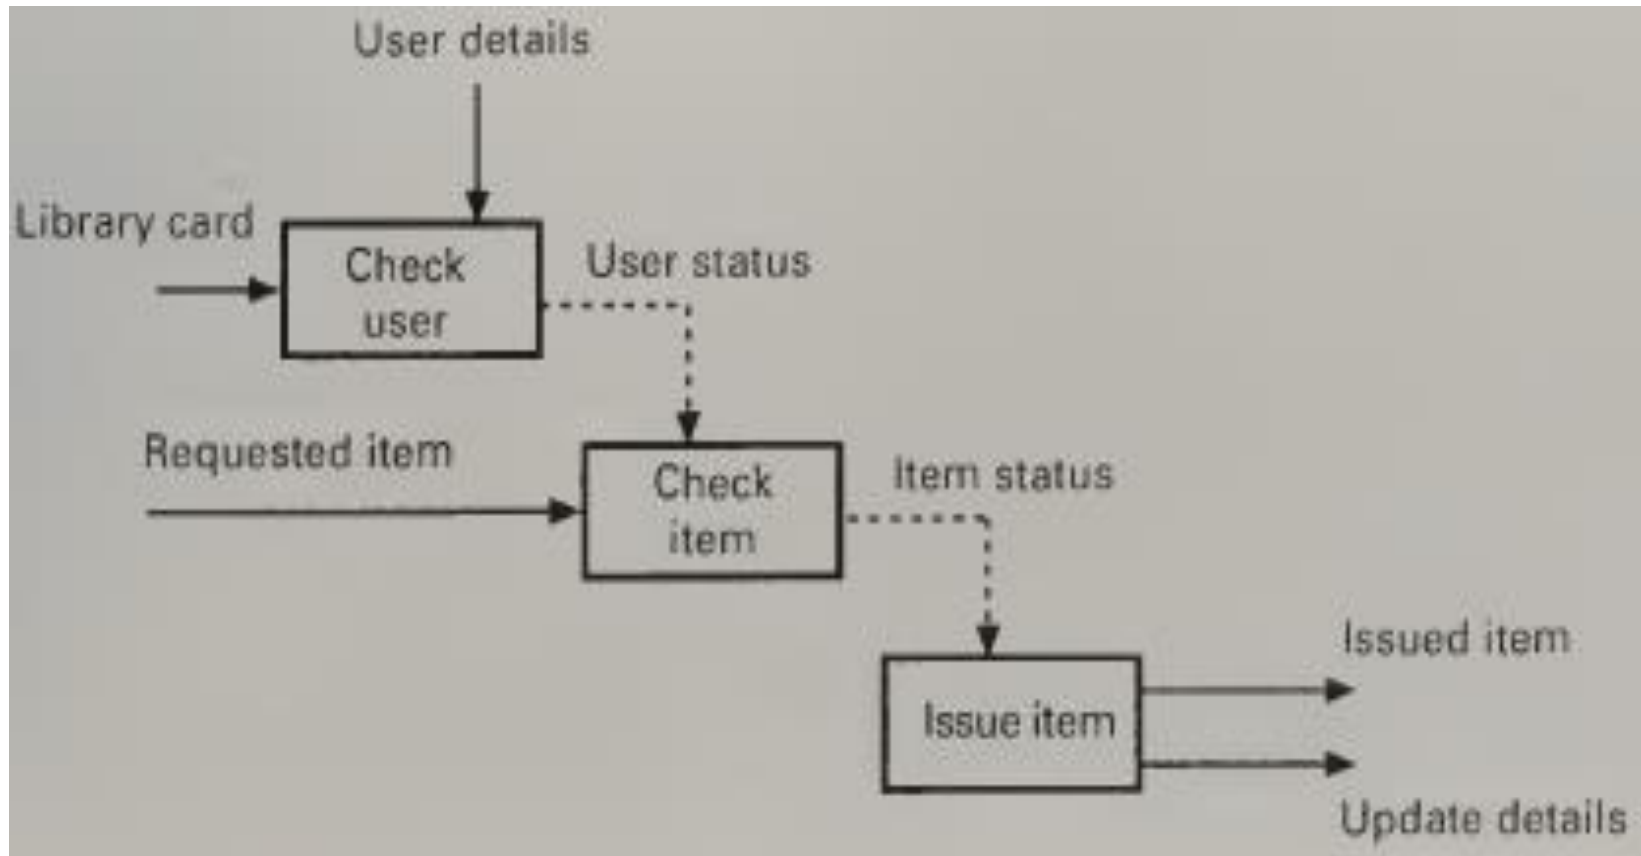 User details
Library card
Check
user
User status
Requested item
Check
item
Item status
Issue item
Issued item
Update details